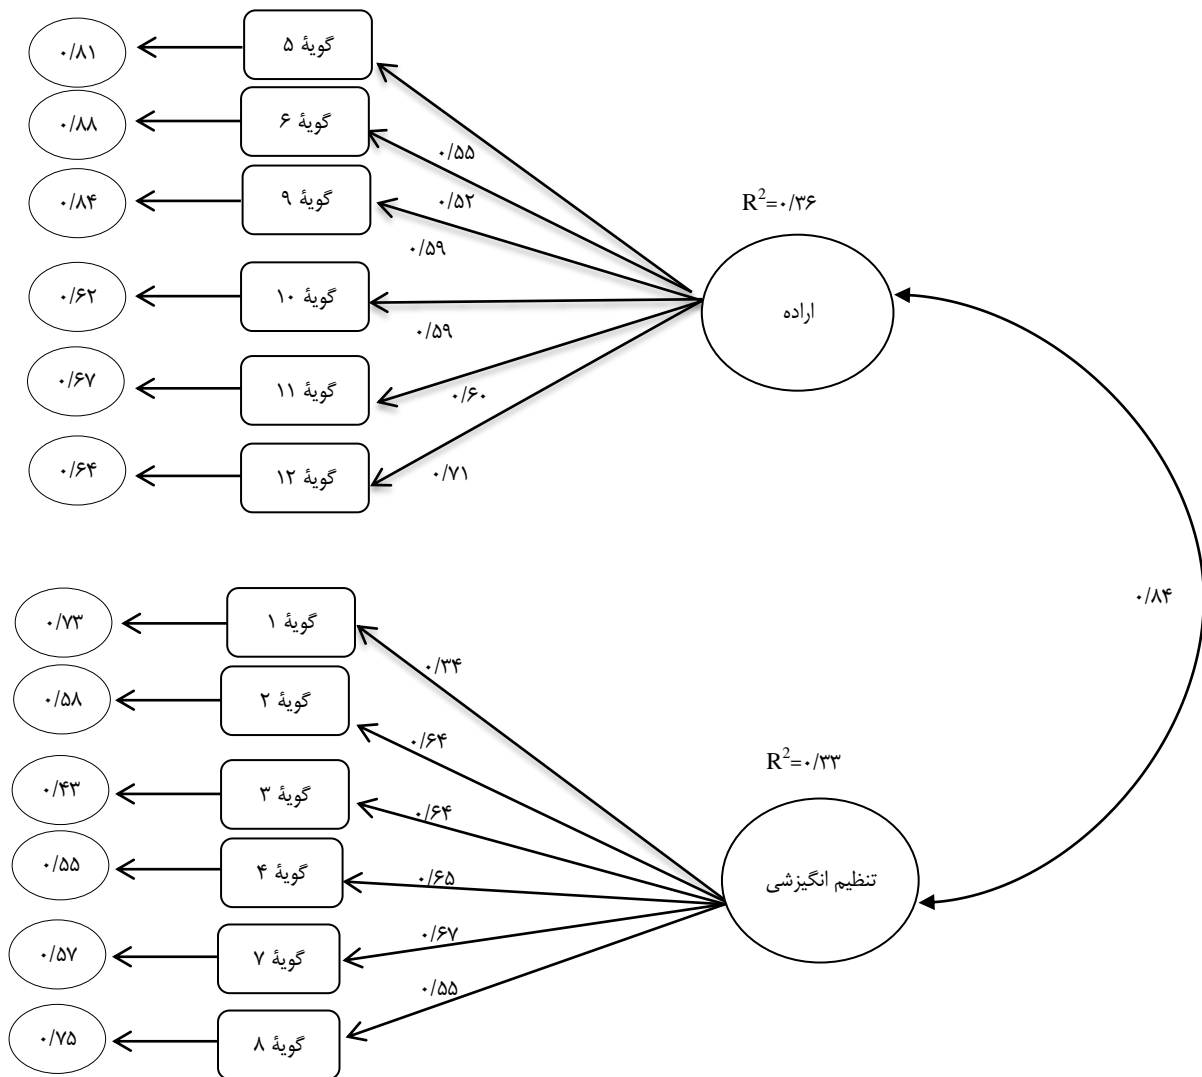 گویهٔ ۵
۰/۸۱
گویهٔ ۶
۰/۸۸
۰/۵۵
گویهٔ ۹
۰/۸۴
۰/۵۲
R²=۰/۳۶
۰/۵۹
گویهٔ ۱۰
۰/۶۲
اراده
۰/۵۹
گویهٔ ۱۱
۰/۶۷
۰/۶۰
گویهٔ ۱۲
۰/۶۴
۰/۷۱
۰/۸۴
گویهٔ ۱
۰/۷۳
۰/۳۴
گویهٔ ۲
۰/۵۸
۰/۶۴
R²=۰/۳۳
گویهٔ ۳
۰/۴۳
۰/۶۴
گویهٔ ۴
۰/۵۵
۰/۶۵
تنظیم انگیزشی
گویهٔ ۷
۰/۵۷
۰/۶۷
۰/۵۵
گویهٔ ۸
۰/۷۵